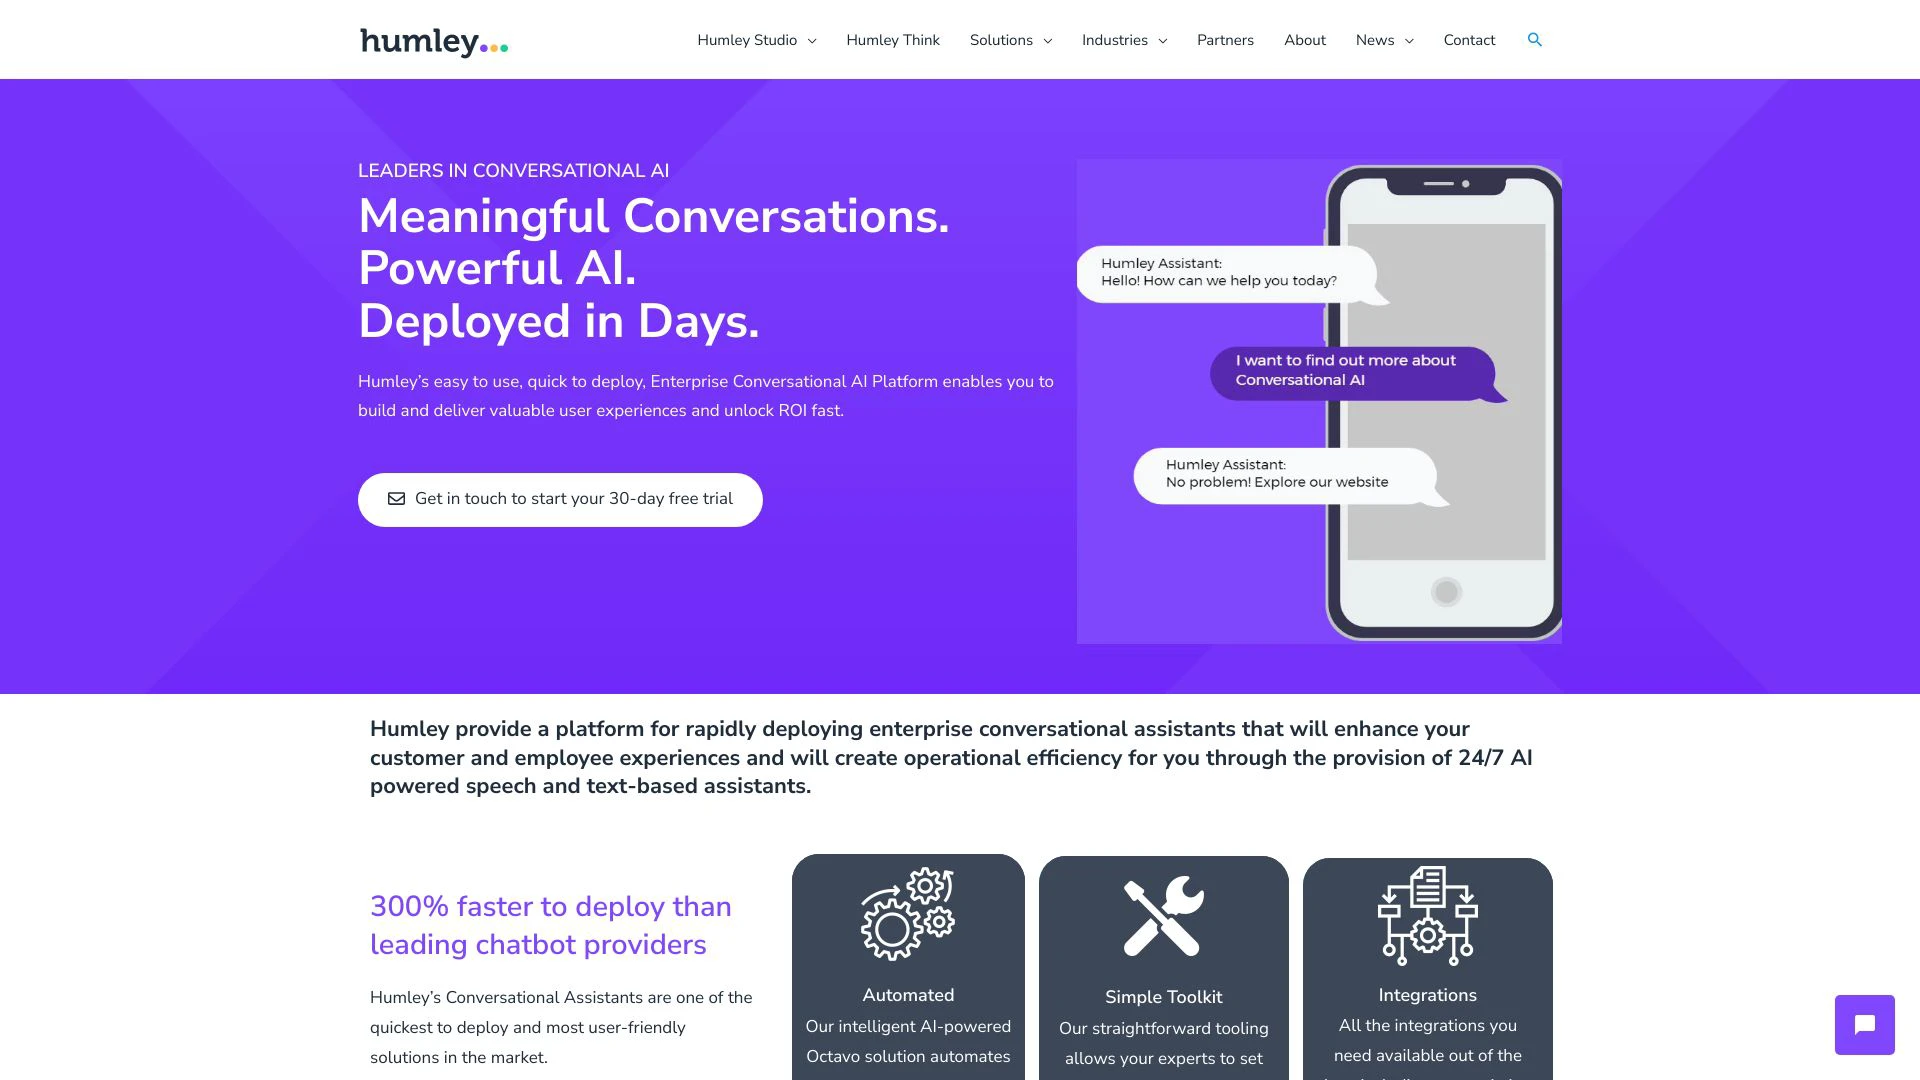 humley
Humley Studio
Humley Think
Solutions
Industries
Partners
About
News
Contact
LEADERS IN CONVERSATIONAL AI
Meaningful Conversations.
Powerful AI.
Deployed in Days.
Humley’s easy to use, quick to deploy, Enterprise Conversational AI Platform enables you to
build and deliver valuable user experiences and unlock ROI fast.
Get in touch to start your 30-day free trial
Humley Assistant:
Hello! How can we help you today?
I want to find out more about
Conversational AI
Humley Assistant:
No problem! Explore our website
Humley provide a platform for rapidly deploying enterprise conversational assistants that will enhance your
customer and employee experiences and will create operational efficiency for you through the provision of 24/7 AI
powered speech and text-based assistants.
300% faster to deploy than
leading chatbot providers
Humley’s Conversational Assistants are one of the
quickest to deploy and most user-friendly
solutions in the market.
Automated
Our intelligent AI-powered
Octavo solution automates
Simple Toolkit
Our straightforward tooling
allows your experts to set
Integrations
All the integrations you
need available out of the